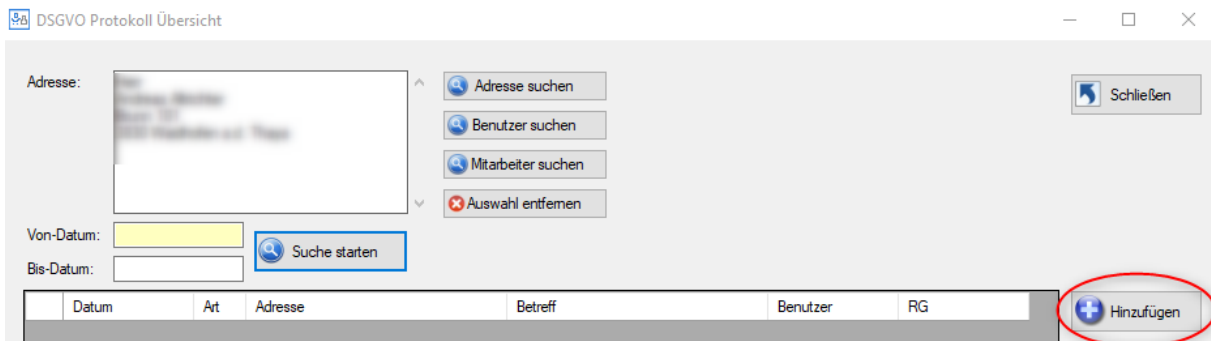 DSGVO Protokoll Übersicht
Adresse:
Adresse suchen
Schließen
Benutzer suchen
Mitarbeiter suchen
Auswahl entfernen
Von-Datum:
Suche starten
Bis-Datum:
Datum Art Adresse Betreff Benutzer RG
Hinzufügen